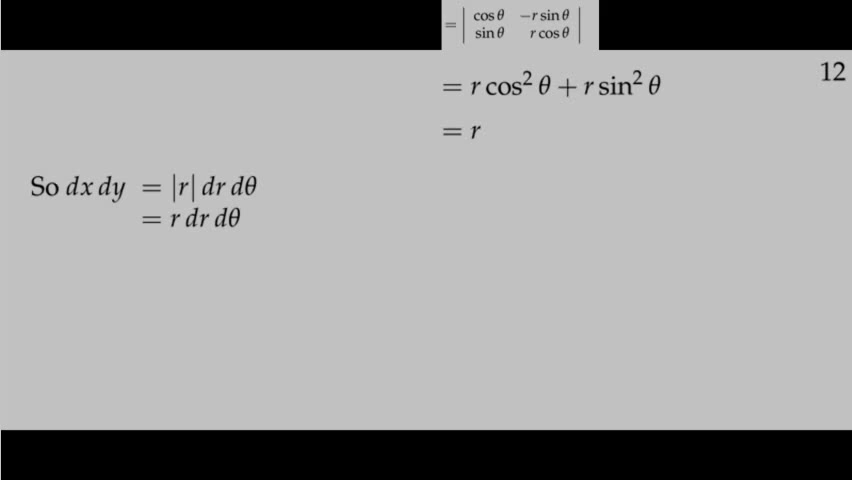 = | cos θ −r sin θ |
| sin θ r cos θ |
12
= r cos² θ + r sin² θ
= r
So dx dy = |r| dr dθ
= r dr dθ